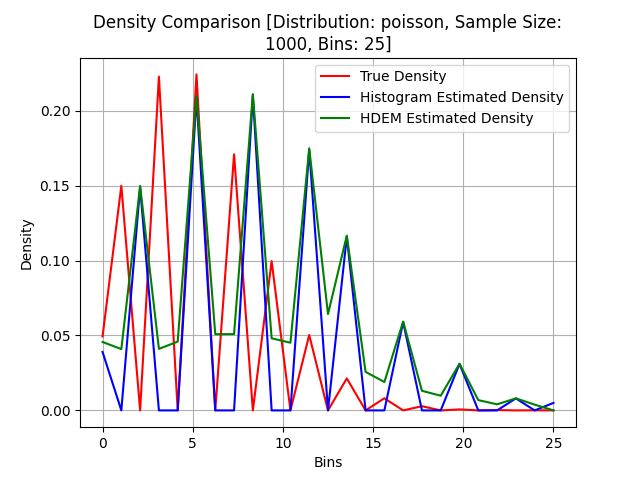 Density Comparison [Distribution: poisson, Sample Size:
1000, Bins: 25]
True Density
Histogram Estimated Density
HDEM Estimated Density
Density
0.20
0.15
0.10
0.05
0.00
0
5
10
15
20
25
Bins